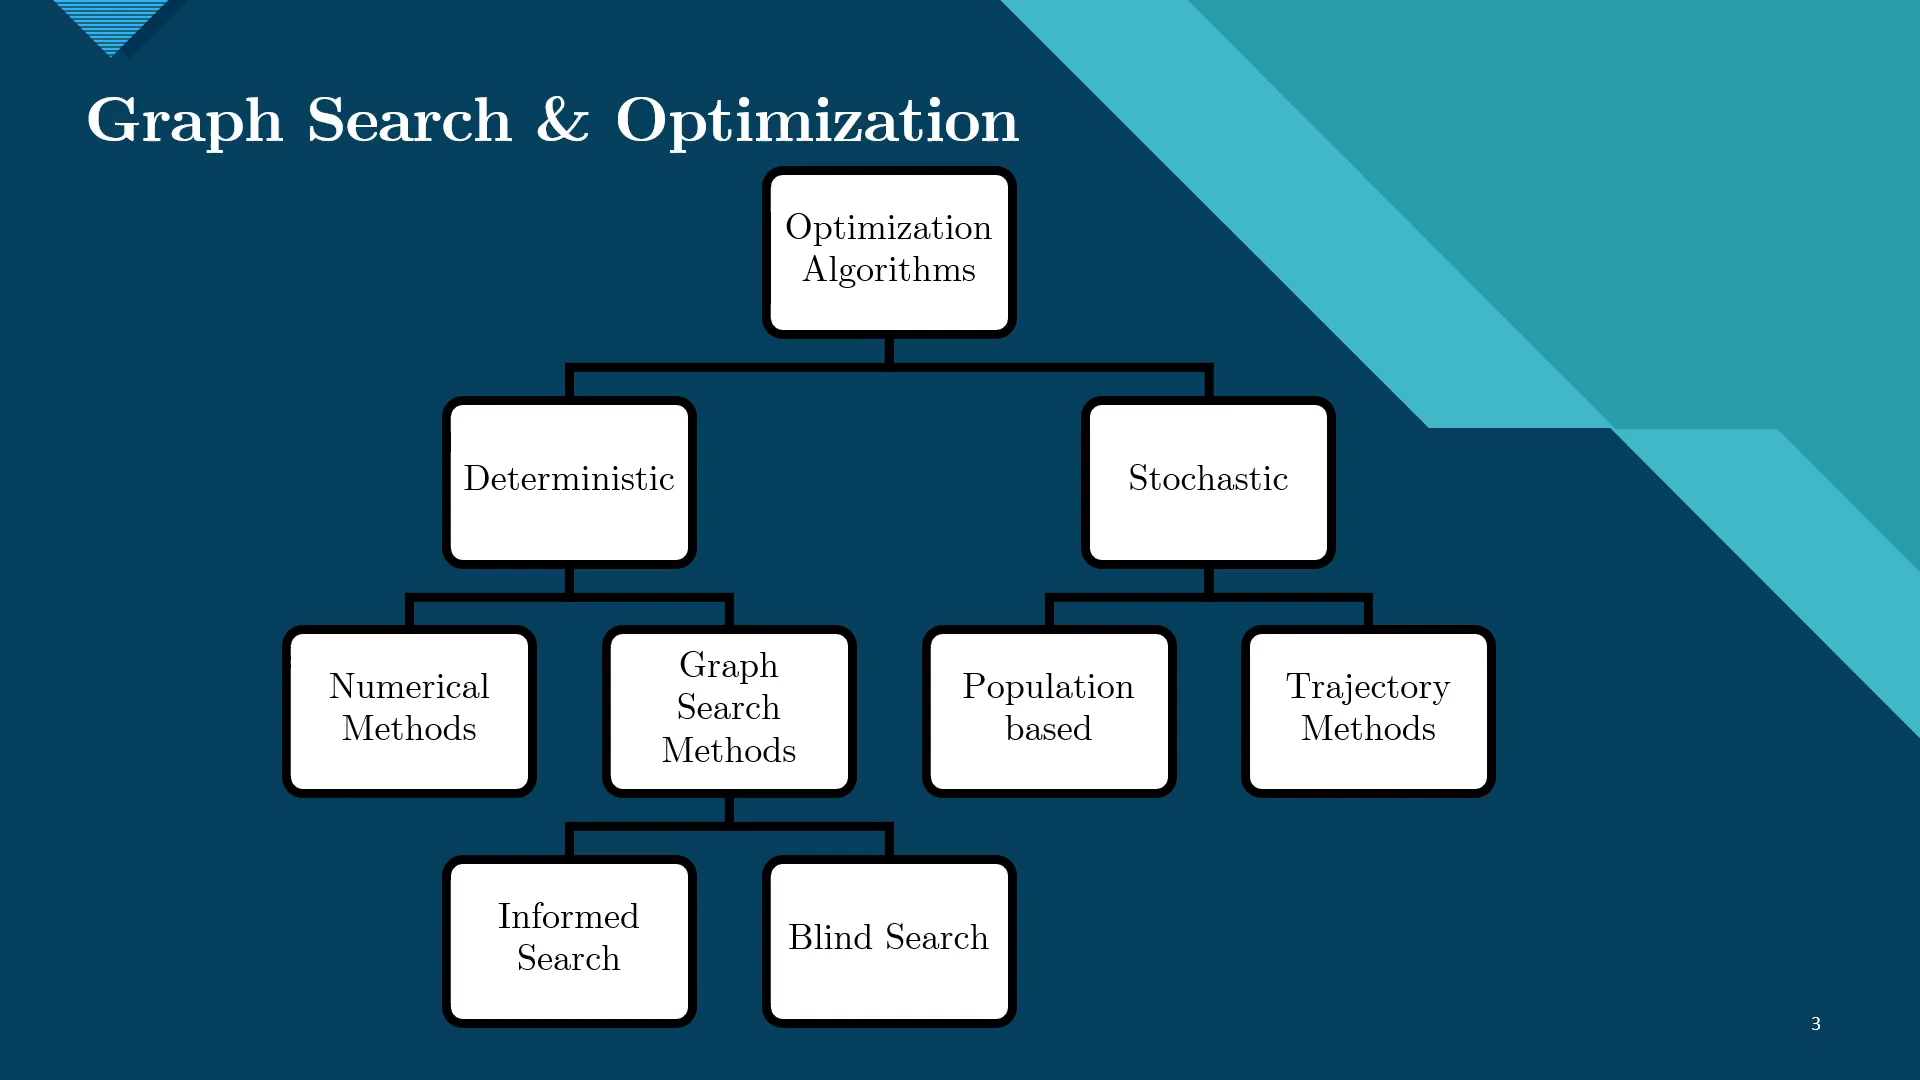 Graph Search & Optimization
Optimization
Algorithms
Deterministic
Stochastic
Numerical
Methods
Graph
Search
Methods
Population
based
Trajectory
Methods
Informed
Search
Blind Search
3